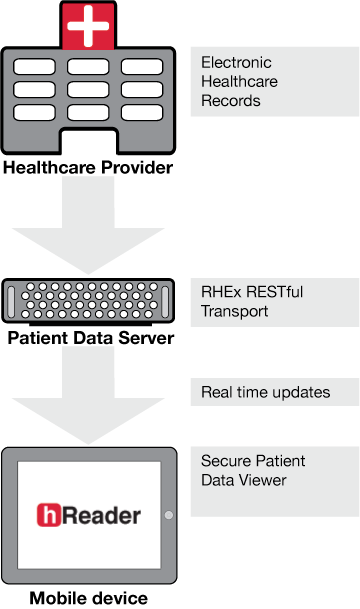 Electronic
Healthcare
Records
Healthcare Provider
RHEx RESTful
Transport
Patient Data Server
Real time updates
Secure Patient
Data Viewer
hReader
Mobile device